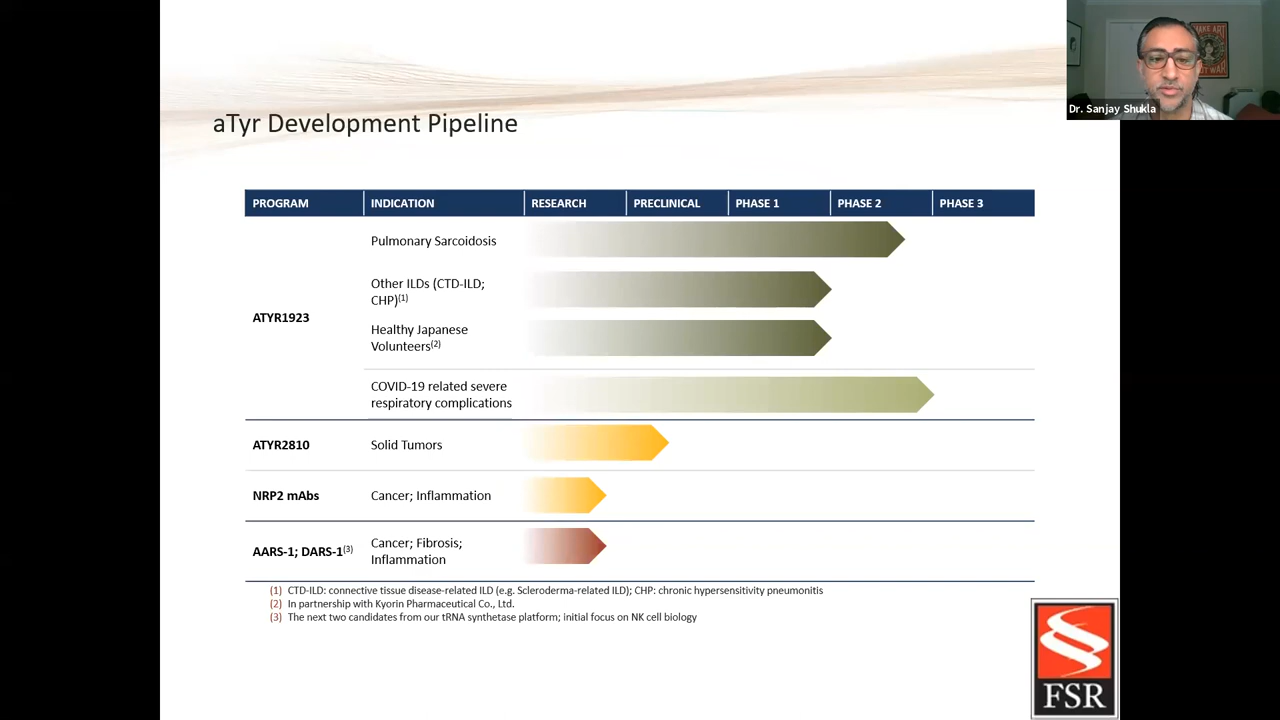 aTyr Development Pipeline
Dr. Sanjay Shukla
PROGRAM INDICATION RESEARCH PRECLINICAL PHASE 1 PHASE 2 PHASE 3
ATYR1923
Pulmonary Sarcoidosis
Other ILDs (CTD-ILD;
CHP)(1)
Healthy Japanese
Volunteers(2)
COVID-19 related severe
respiratory complications
ATYR2810 Solid Tumors
NRP2 mAbs Cancer; Inflammation
AARS-1; DARS-1(3)
Cancer; Fibrosis;
Inflammation
(1) CTD-ILD: connective tissue disease-related ILD (e.g. Scleroderma-related ILD); CHP: chronic hypersensitivity pneumonitis
(2) In partnership with Kyorin Pharmaceutical Co., Ltd.
(3) The next two candidates from our tRNA synthetase platform; initial focus on NK cell biology
FSR